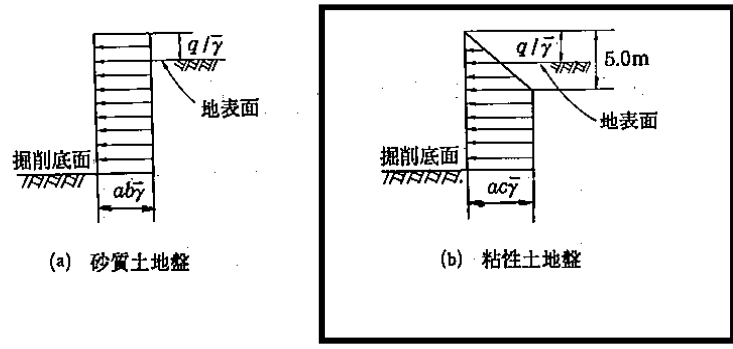 q/γ̄
地表面
掘削底面
abγ̄
(a) 砂質土地盤
q/γ̄
5.0m
地表面
掘削底面
acγ̄
(b) 粘性土地盤